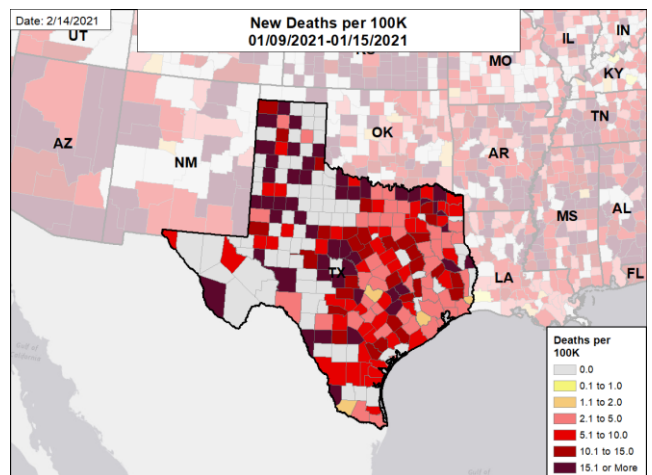 Date: 2/14/2021
New Deaths per 100K
01/09/2021-01/15/2021
UT
IL
IN
MO
KY
TN
AZ
NM
OK
AR
MS
AL
TX
LA
FL
Gulf of
California
Deaths per
100K
0.0
0.1 to 1.0
1.1 to 2.0
2.1 to 5.0
5.1 to 10.0
10.1 to 15.0
15.1 or More